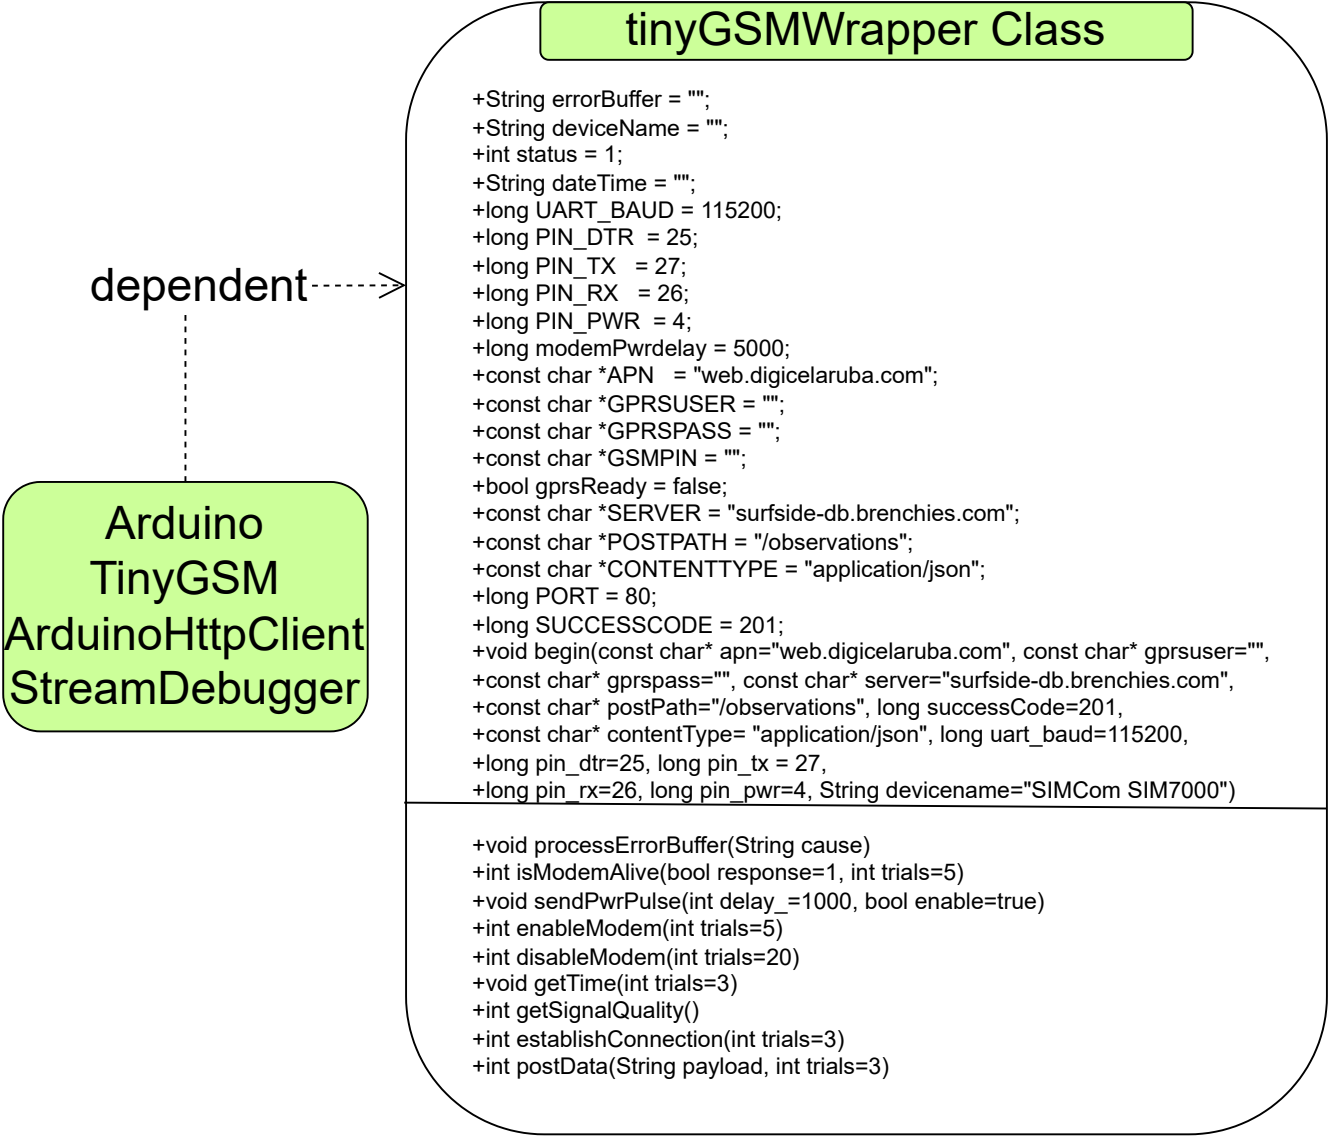 tinyGSMWrapper Class
+String errorBuffer = "";
+String deviceName = "";
+int status = 1;
+String dateTime = "";
+long UART_BAUD = 115200;
+long PIN_DTR  = 25;
+long PIN_TX   = 27;
+long PIN_RX   = 26;
+long PIN_PWR  = 4;
+long modemPwrdelay = 5000;
+const char *APN   = "web.digicelaruba.com";
+const char *GPRSUSER = "";
+const char *GPRSPASS = "";
+const char *GSMPIN = "";
+bool gprsReady = false;
+const char *SERVER = "surfside-db.brenchies.com";
+const char *POSTPATH = "/observations";
+const char *CONTENTTYPE = "application/json";
+long PORT = 80;
+long SUCCESSCODE = 201;
+void begin(const char* apn="web.digicelaruba.com", const char* gprsuser="",
+const char* gprspass="", const char* server="surfside-db.brenchies.com",
+const char* postPath="/observations", long successCode=201,
+const char* contentType= "application/json", long uart_baud=115200,
+long pin_dtr=25, long pin_tx = 27,
+long pin_rx=26, long pin_pwr=4, String devicename="SIMCom SIM7000")
+void processErrorBuffer(String cause)
+int isModemAlive(bool response=1, int trials=5)
+void sendPwrPulse(int delay_=1000, bool enable=true)
+int enableModem(int trials=5)
+int disableModem(int trials=20)
+void getTime(int trials=3)
+int getSignalQuality()
+int establishConnection(int trials=3)
+int postData(String payload, int trials=3)
dependent
Arduino
TinyGSM
ArduinoHttpClient
StreamDebugger